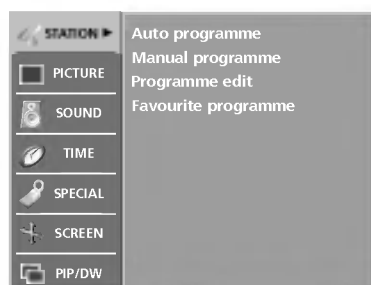 STATION
Auto programme
Manual programme
Programme edit
Favourite programme
PICTURE
SOUND
TIME
SPECIAL
SCREEN
PIP/DW